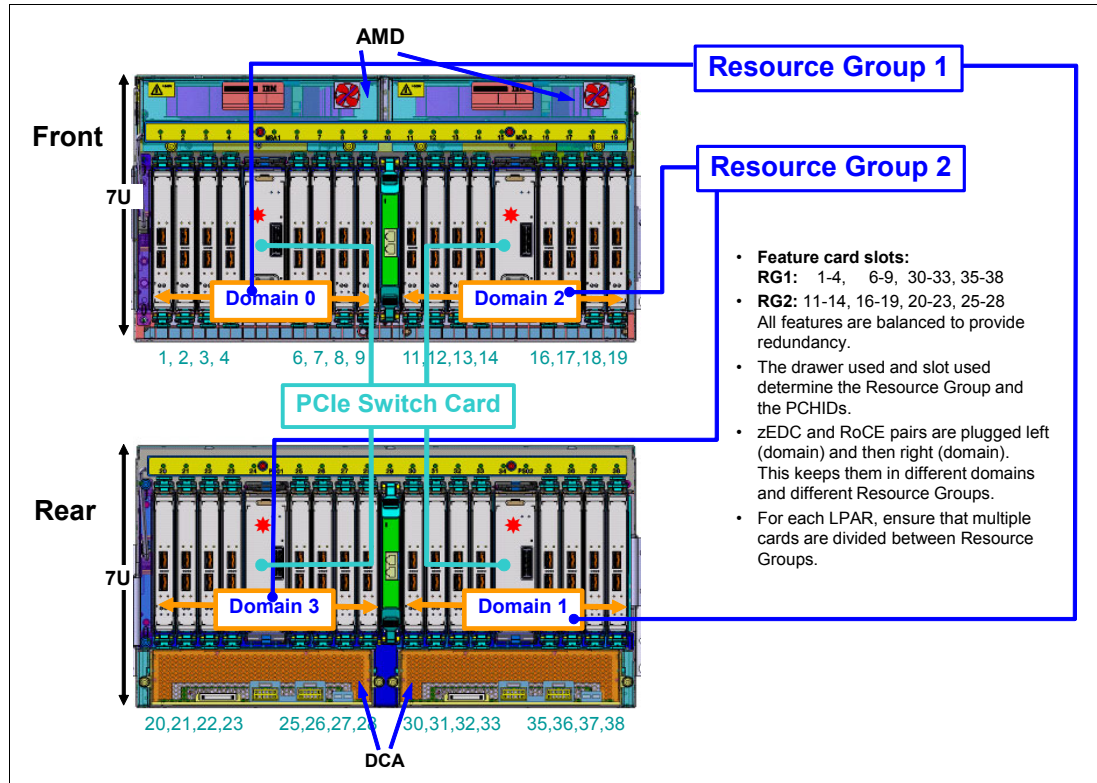 AMD
Resource Group 1
Front
7U
Resource Group 2
IBM
IBM
Domain 0
Domain 2
1, 2, 3, 4
6, 7, 8, 9
11,12,13,14
16,17,18,19
PCIe Switch Card
• Feature card slots:
RG1: 1-4, 6-9, 30-33, 35-38
• RG2: 11-14, 16-19, 20-23, 25-28
All features are balanced to provide
redundancy.
• The drawer used and slot used
determine the Resource Group and
the PCHIDs.
• zEDC and RoCE pairs are plugged left
(domain) and then right (domain).
This keeps them in different domains
and different Resource Groups.
• For each LPAR, ensure that multiple
cards are divided between Resource
Groups.
Rear
7U
Domain 3
Domain 1
20,21,22,23
25,26,27,28
30,31,32,33
35,36,37,38
DCA